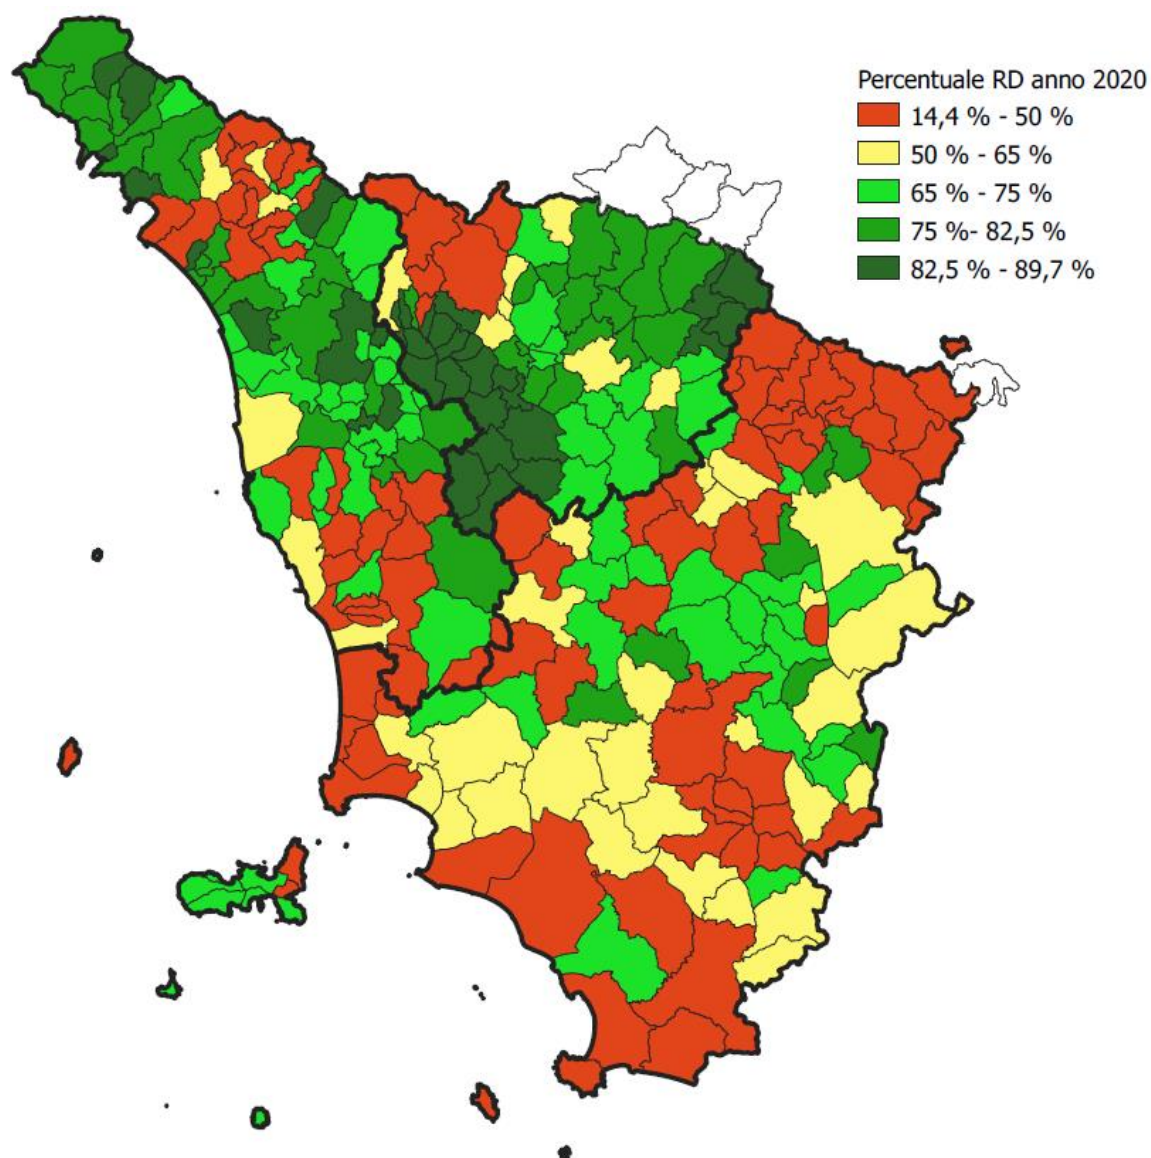 Percentuale RD anno 2020
14,4 % - 50 %
50 % - 65 %
65 % - 75 %
75 %- 82,5 %
82,5 % - 89,7 %